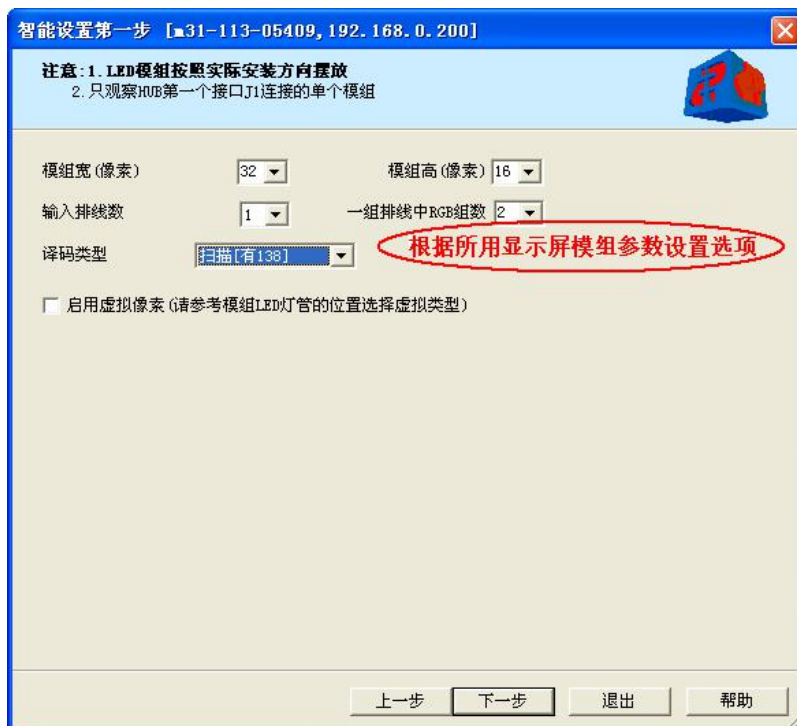 智能设置第一步 [m31-113-05409,192.168.0.200]
注意:1.LED模组按照实际安装方向摆放
2.只观察HUB第一个接口J1连接的单个模组
模组宽(像素) 32 模组高(像素) 16
输入排线数 1 一组排线中RGB组数 2
译码类型 扫描[有138] 根据所用显示屏模组参数设置选项
启用虚拟像素(请参考模组LED灯管的位置选择虚拟类型)
上一步 下一步 退出 帮助